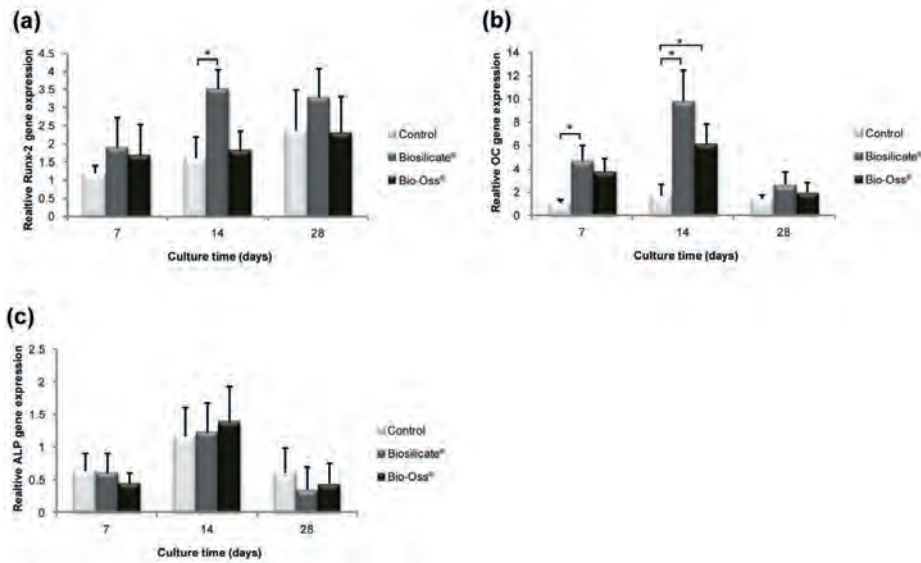 (a)
Realtive Runx-2 gene expression
4.5
4
3.5
3
2.5
2
1.5
1
0.5
0
*
7
14
28
Culture time (days)
Control
Biosilicate®
Bio-Oss®
(b)
Realtive OC gene expression
14
12
10
8
6
4
2
0
*
*
*
7
14
28
Culture time (days)
Control
Biosilicate®
Bio-Oss®
(c)
Realtive ALP gene expression
2.5
2
1.5
1
0.5
0
7
14
28
Culture time (days)
Control
Biosilicate®
Bio-Oss®